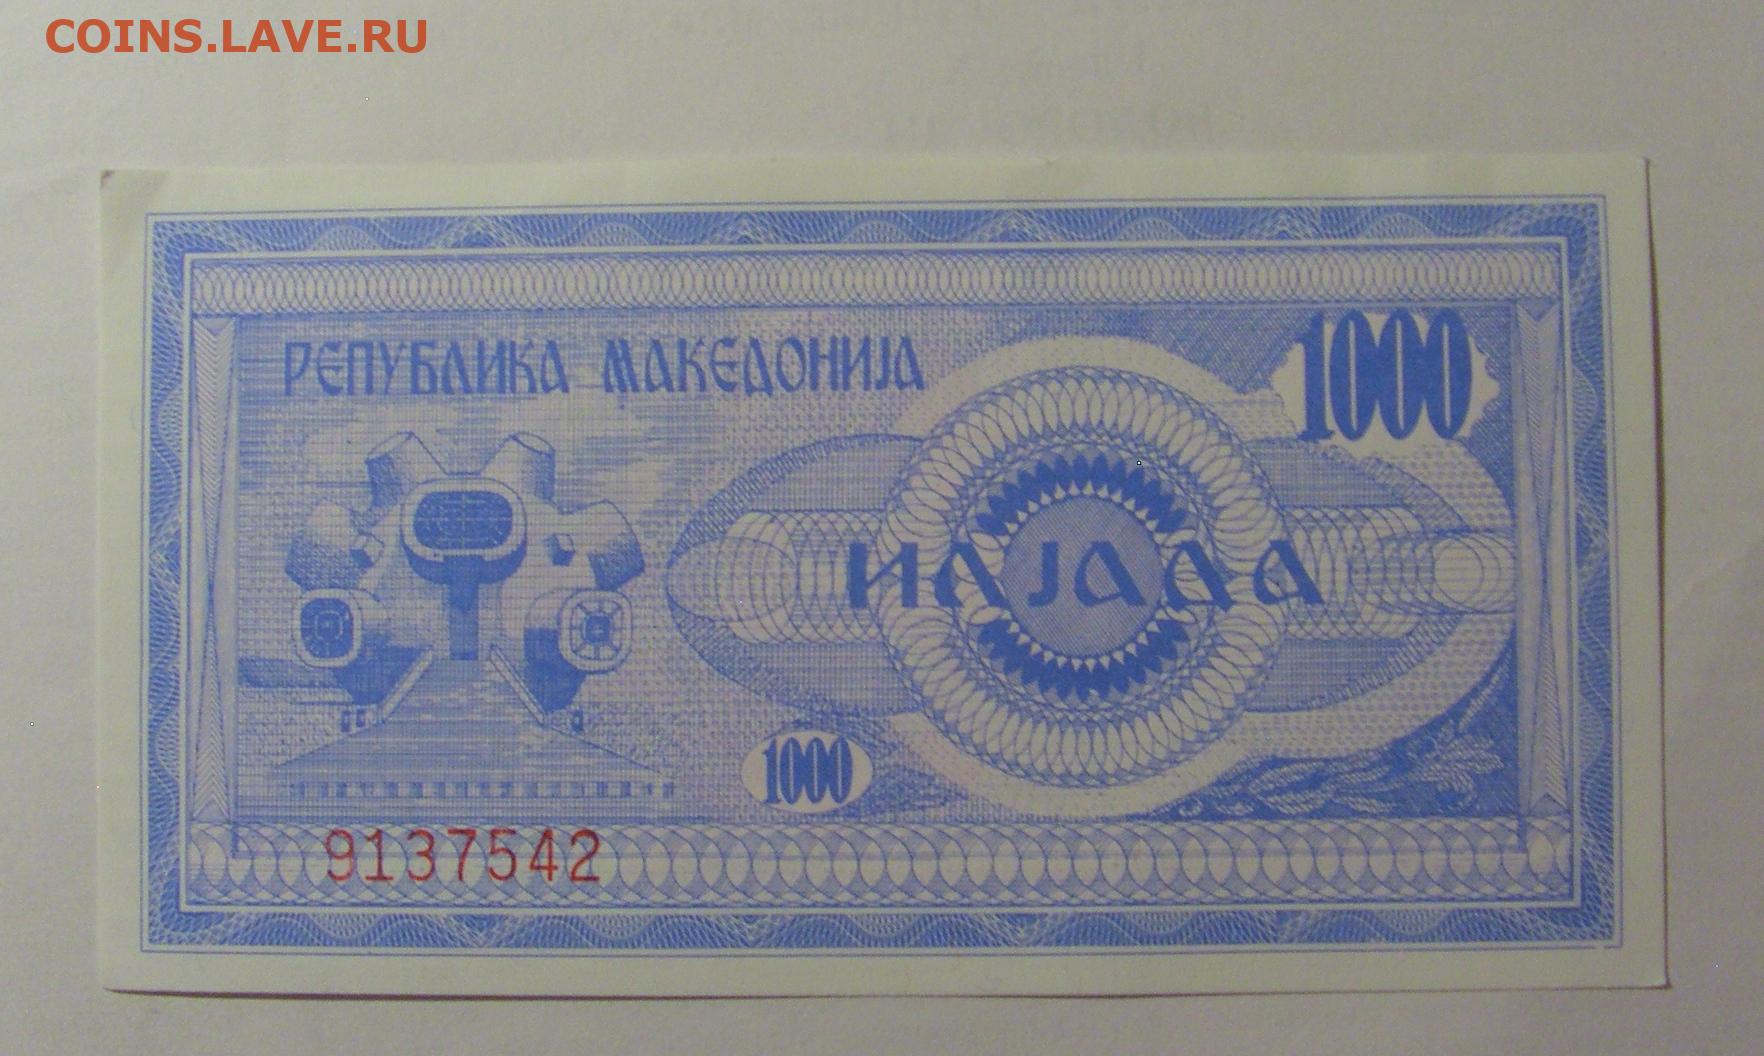 COINS.LAVE.RU
РЕПУБЛИКА МАКЕДОНИЈА
1000
ИЛЈАДА
1000
9137542